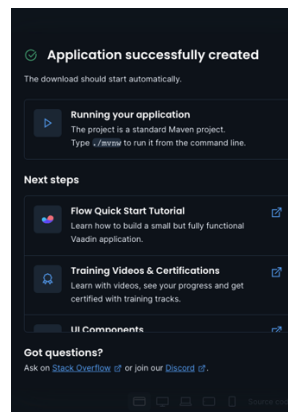 Application successfully created
The download should start automatically.
Running your application
The project is a standard Maven project.
Type ./mvnw to run it from the command line.
Next steps
Flow Quick Start Tutorial
Learn how to build a small but fully functional
Vaadin application.
Training Videos & Certifications
Learn with videos, see your progress and get
certified with training tracks.
UI Components
Got questions?
Ask on Stack Overflow or join our Discord.
Source